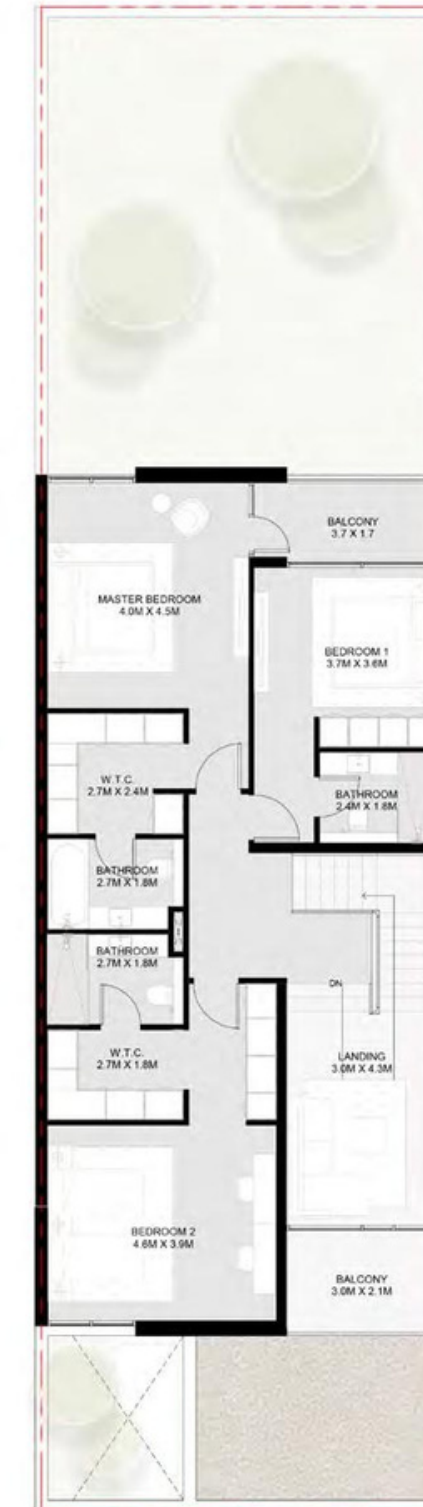 BALCONY
3.7 X 1.7
MASTER BEDROOM
4.0M X 4.5M
BEDROOM 1
3.7M X 3.6M
W.T.C.
2.7M X 2.4M
BATHROOM
2.4M X 1.8M
BATHROOM
2.7M X 1.8M
BATHROOM
2.7M X 1.8M
DN
W.T.C.
2.7M X 1.8M
LANDING
3.0M X 4.3M
BEDROOM 2
4.6M X 3.9M
BALCONY
3.0M X 2.1M